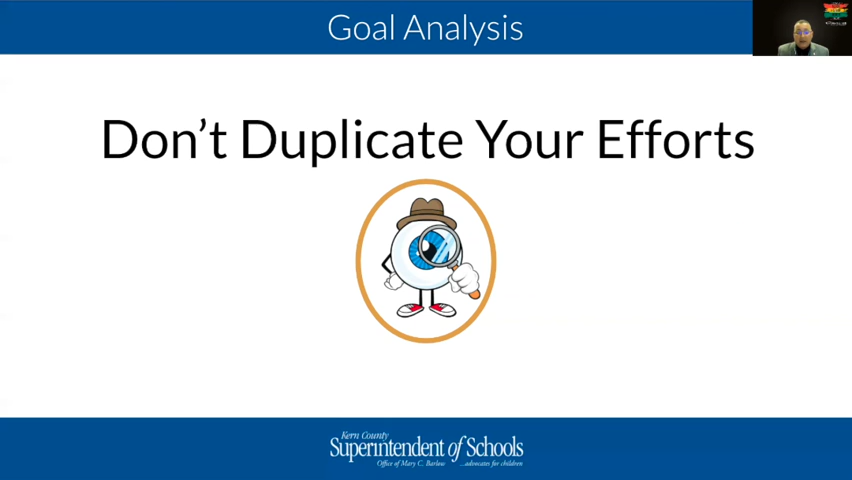 Goal Analysis
Don't Duplicate Your Efforts
Kern County
Superintendent of Schools
Office of Mary C. Barlow ...advocates for children